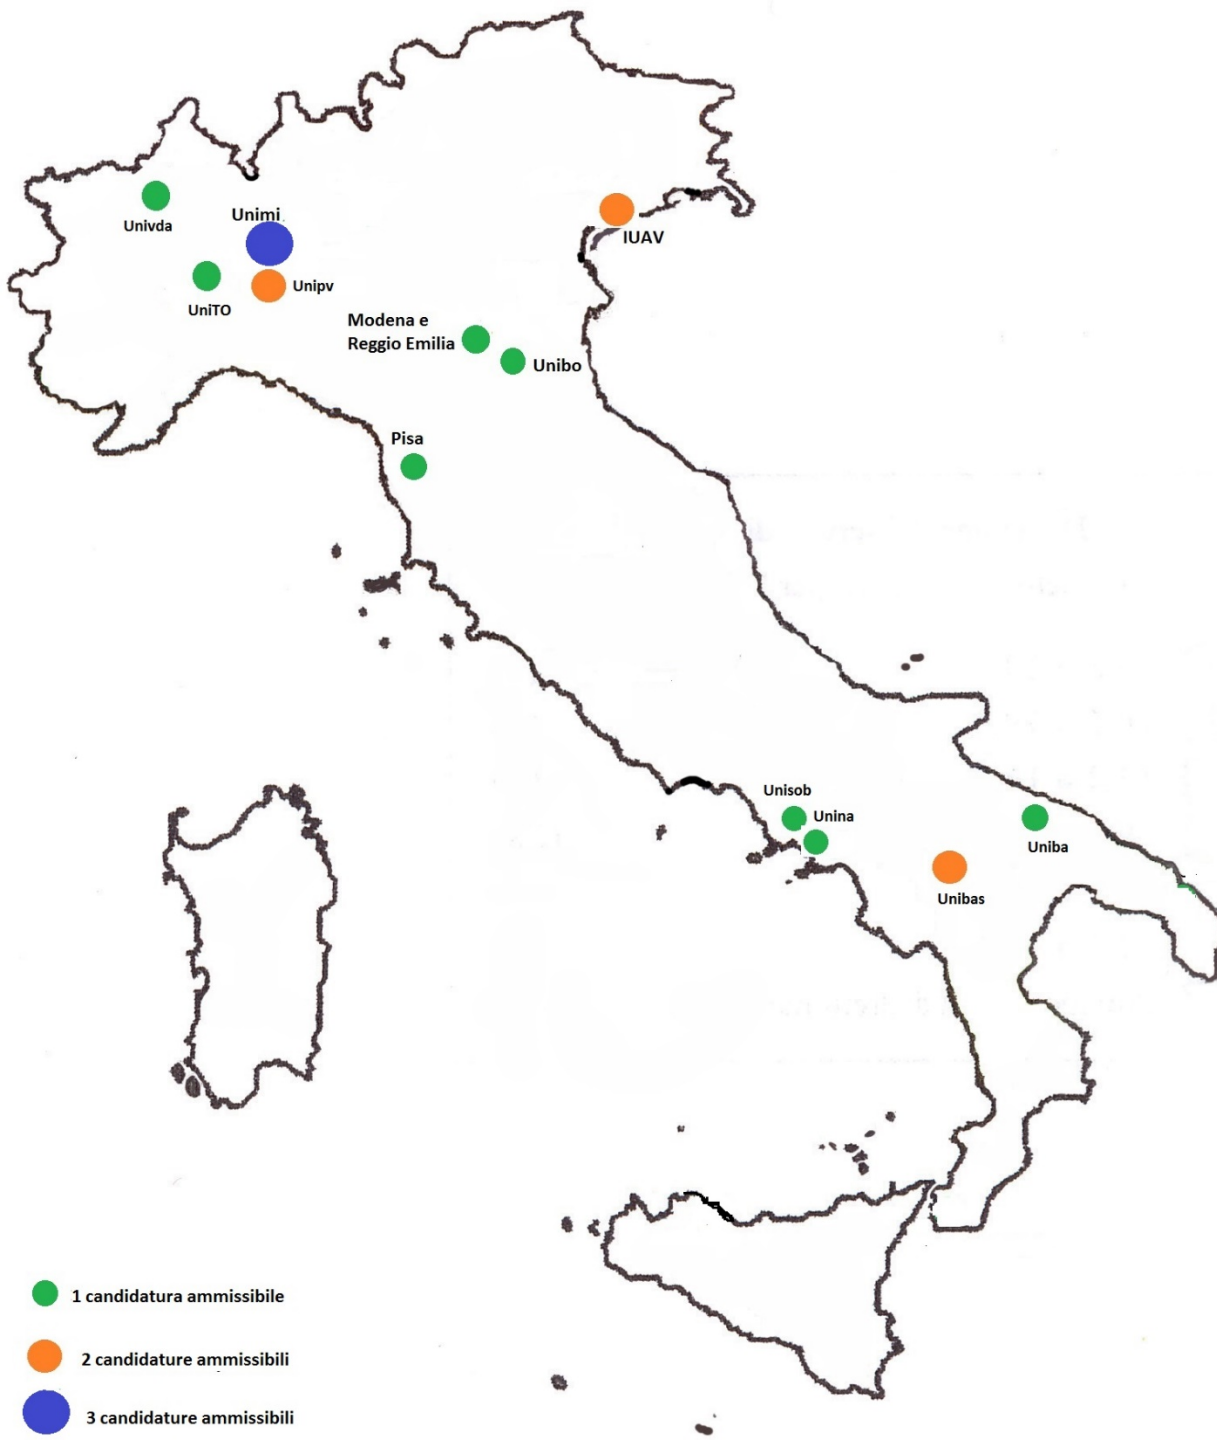 Univda
Unimi
IUAV
Unipv
UniTO
Modena e
Reggio Emilia
Unibo
Pisa
Unisob
Unina
Uniba
Unibas
1 candidatura ammissibile
2 candidature ammissibili
3 candidature ammissibili